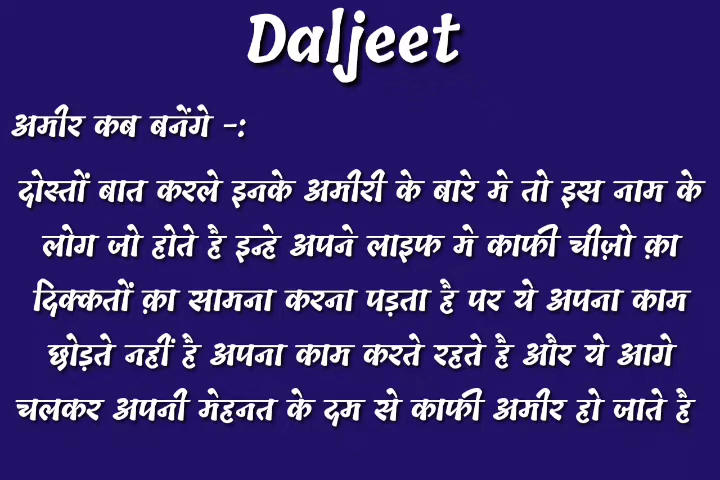 Daljeet
अमीर कब बनेंगे -:
दोस्तों बात करले इनके अमीरी के बारे मे तो इस नाम के
लोग जो होते है इन्हे अपने लाइफ मे काफी चीज़ो क़ा
दिक्कतों क़ा सामना करना पड़ता है पर ये अपना काम
छोड़ते नहीं है अपना काम करते रहते है और ये आगे
चलकर अपनी मेहनत के दम से काफी अमीर हो जाते है